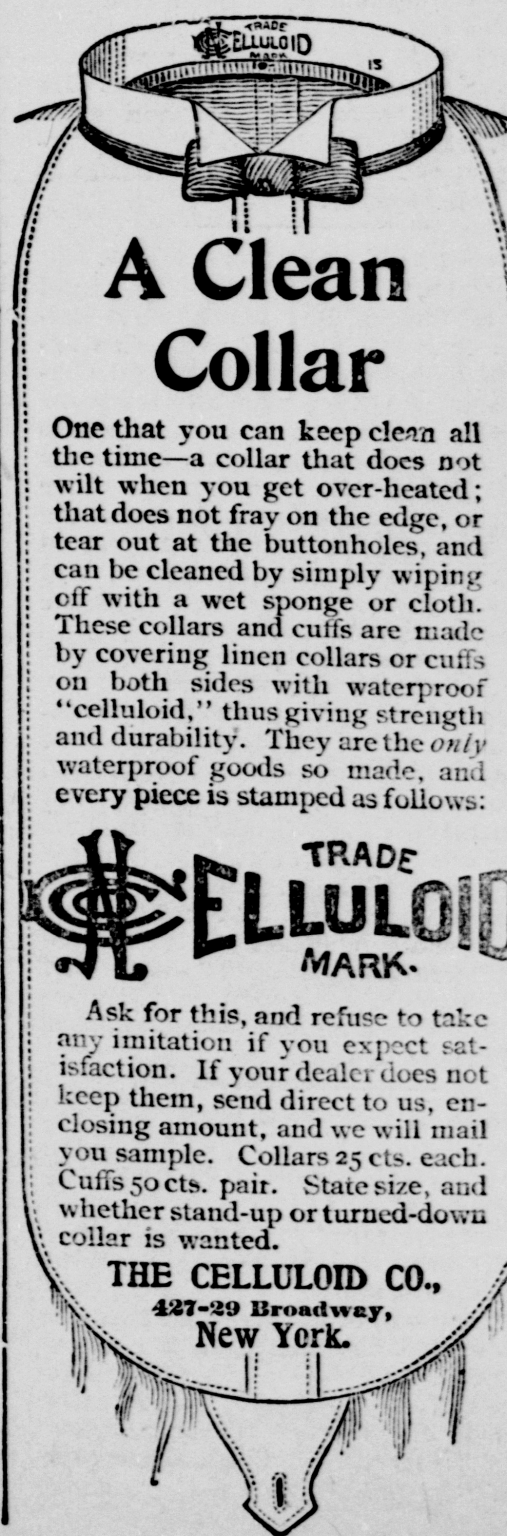 TRADE
CELLULOID
MARK
15
A Clean
Collar
One that you can keep clean all
the time—a collar that does not
wilt when you get over-heated;
that does not fray on the edge, or
tear out at the buttonholes, and
can be cleaned by simply wiping
off with a wet sponge or cloth.
These collars and cuffs are made
by covering linen collars or cuffs
on both sides with waterproof
"celluloid," thus giving strength
and durability. They are the only
waterproof goods so made, and
every piece is stamped as follows:
TRADE
CELLULOID
MARK.
Ask for this, and refuse to take
any imitation if you expect sat-
isfaction. If your dealer does not
keep them, send direct to us, en-
closing amount, and we will mail
you sample. Collars 25 cts. each.
Cuffs 50 cts. pair. State size, and
whether stand-up or turned-down
collar is wanted.
THE CELLULOID CO.,
427-29 Broadway,
New York.